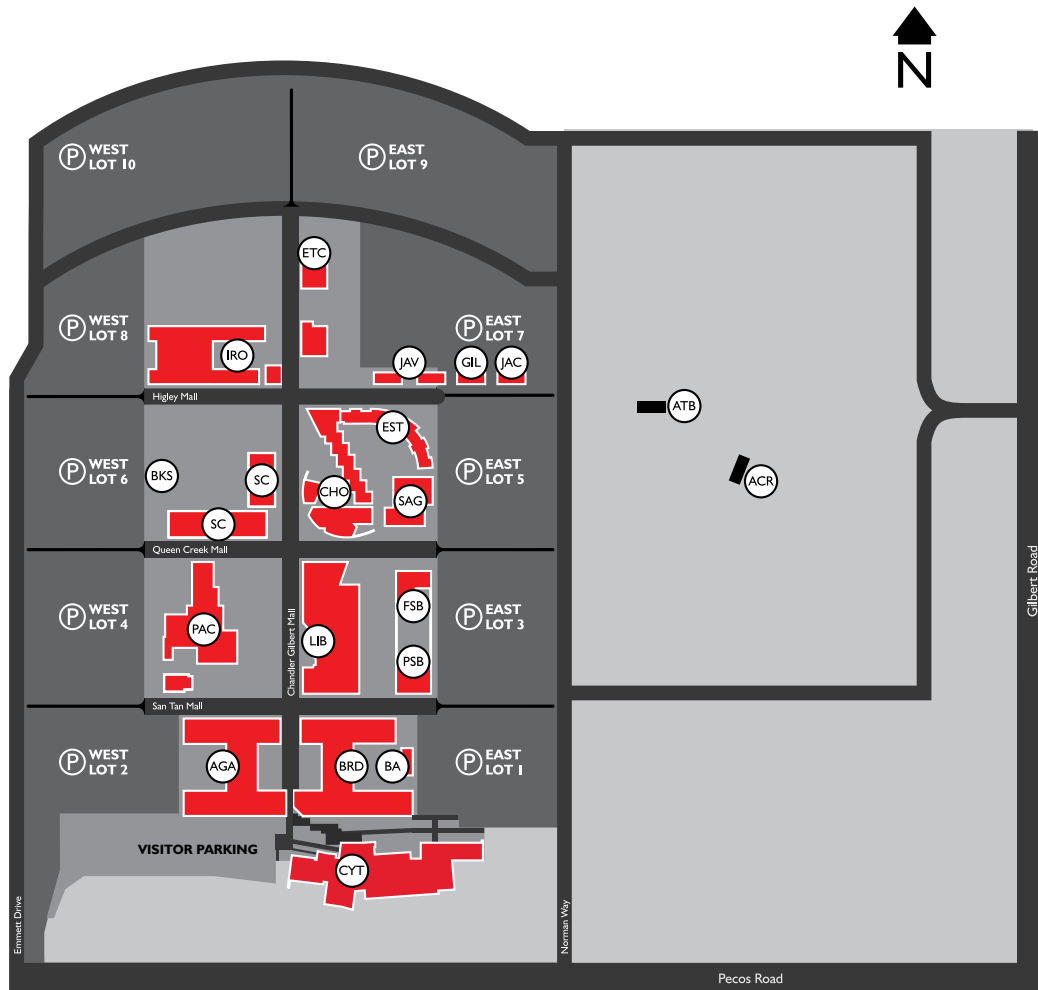 N
P WEST
LOT 10
P EAST
LOT 9
ETC
P WEST
LOT 8
P EAST
LOT 7
IRO
JAV
GIL
JAC
Higley Mall
ATB
EST
P WEST
LOT 6
BKS
SC
CHO
SAG
P EAST
LOT 5
ACR
SC
Queen Creek Mall
Gilbert Road
P WEST
LOT 4
PAC
Chandler Gilbert Mall
LIB
FSB
PSB
P EAST
LOT 3
San Tan Mall
P WEST
LOT 2
AGA
BRD
BA
P EAST
LOT 1
VISITOR PARKING
CYT
Emmett Drive
Norman Way
Pecos Road